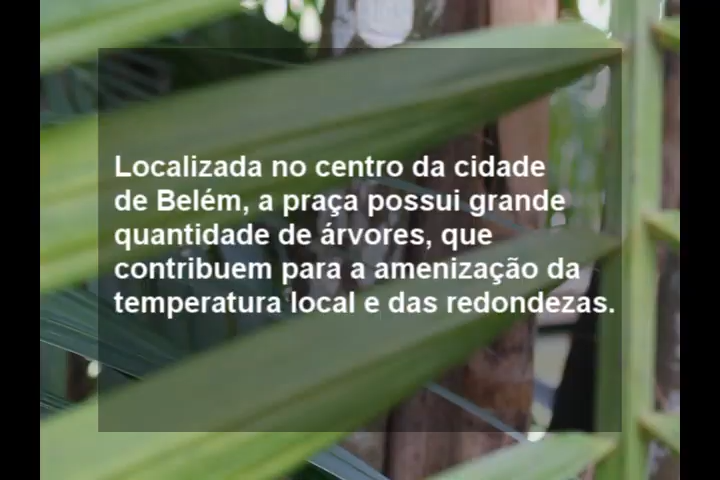 Localizada no centro da cidade
de Belém, a praça possui grande
quantidade de árvores, que
contribuem para a amenização da
temperatura local e das redondezas.